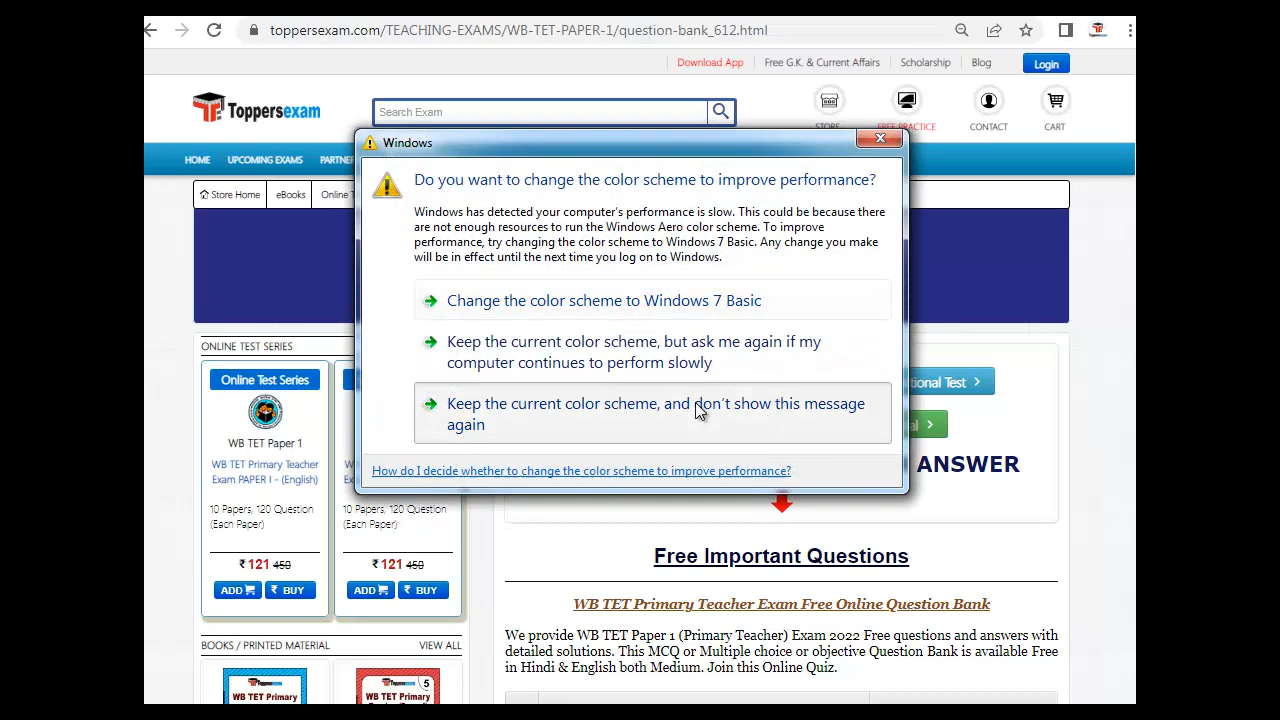 toppersexam.com/TEACHING-EXAMS/WB-TET-PAPER-1/question-bank_612.html
Download App
Free G.K. & Current Affairs
Scholarship
Blog
Login
Toppersexam
Search Exam
STORE
FREE PRACTICE
CONTACT
CART
Windows
HOME
UPCOMING EXAMS
Do you want to change the color scheme to improve performance?
Store Home
eBooks
Online
Windows has detected your computer's performance is slow. This could be because there
are not enough resources to run the Windows Aero color scheme. To improve
performance, try changing the color scheme to Windows 7 Basic. Any change you make
will be in effect until the next time you log on to Windows.
Change the color scheme to Windows 7 Basic
Keep the current color scheme, but ask me again if my
computer continues to perform slowly
Keep the current color scheme, and don't show this message
again
How do I decide whether to change the color scheme to improve performance?
ONLINE TEST SERIES
Online Test Series
WB TET Paper 1
WB TET Primary Teacher
Exam PAPER I - (English)
10 Papers, 120 Question
(Each Paper)
₹ 121 450
ADD
₹ BUY
10 Papers, 120 Question
(Each Paper)
₹ 121 450
ADD
₹ BUY
Test
ANSWER
Free Important Questions
WB TET Primary Teacher Exam Free Online Question Bank
We provide WB TET Paper 1 (Primary Teacher) Exam 2022 Free questions and answers with
detailed solutions. This MCQ or Multiple choice or objective Question Bank is available Free
in Hindi & English both Medium. Join this Online Quiz.
BOOKS / PRINTED MATERIAL
VIEW ALL
WB TET Primary
WB TET Primary
5